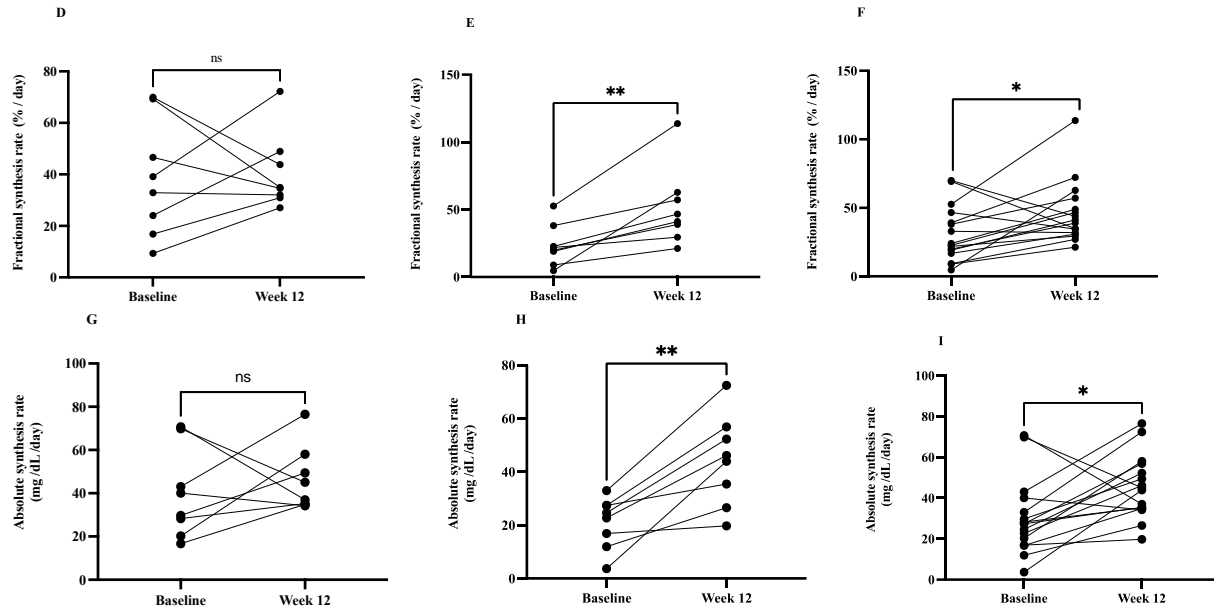 D
Fractional synthesis rate (% / day)
80
60
40
20
0
ns
Baseline
Week 12
E
Fractional synthesis rate (% / day)
150
100
50
0
**
Baseline
Week 12
F
Fractional synthesis rate (% / day)
150
100
50
0
*
Baseline
Week 12
G
Absolute synthesis rate
(mg /dL /day)
100
80
60
40
20
0
ns
Baseline
Week 12
H
Absolute synthesis rate
(mg /dL /day)
80
60
40
20
0
**
Baseline
Week 12
I
Absolute synthesis rate
(mg /dL /day)
100
80
60
40
20
0
*
Baseline
Week 12